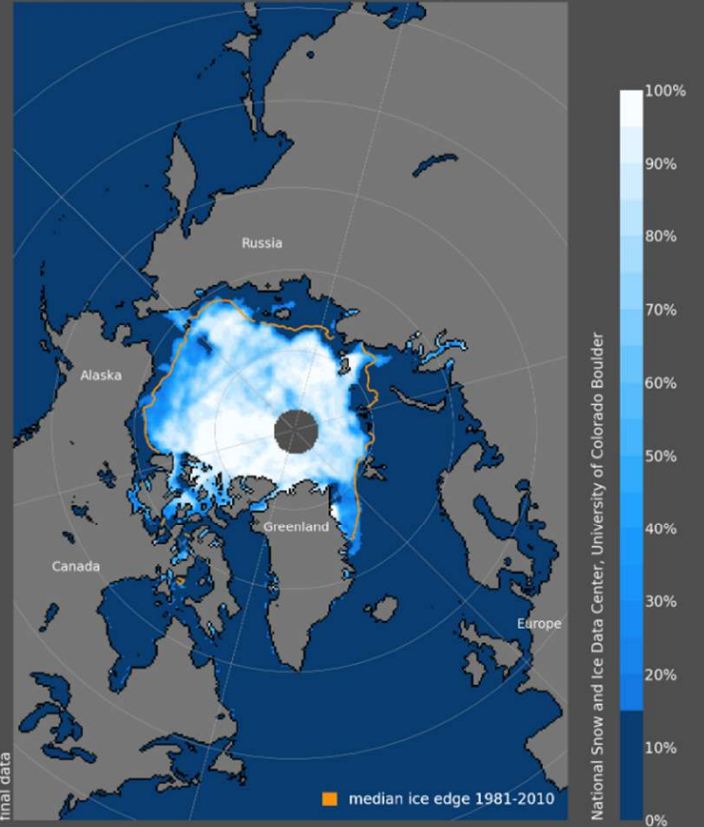 Russia
Alaska
Greenland
Canada
Europe
median ice edge 1981-2010
final data
100%
90%
80%
70%
60%
50%
40%
30%
20%
10%
0%
National Snow and Ice Data Center, University of Colorado Boulder